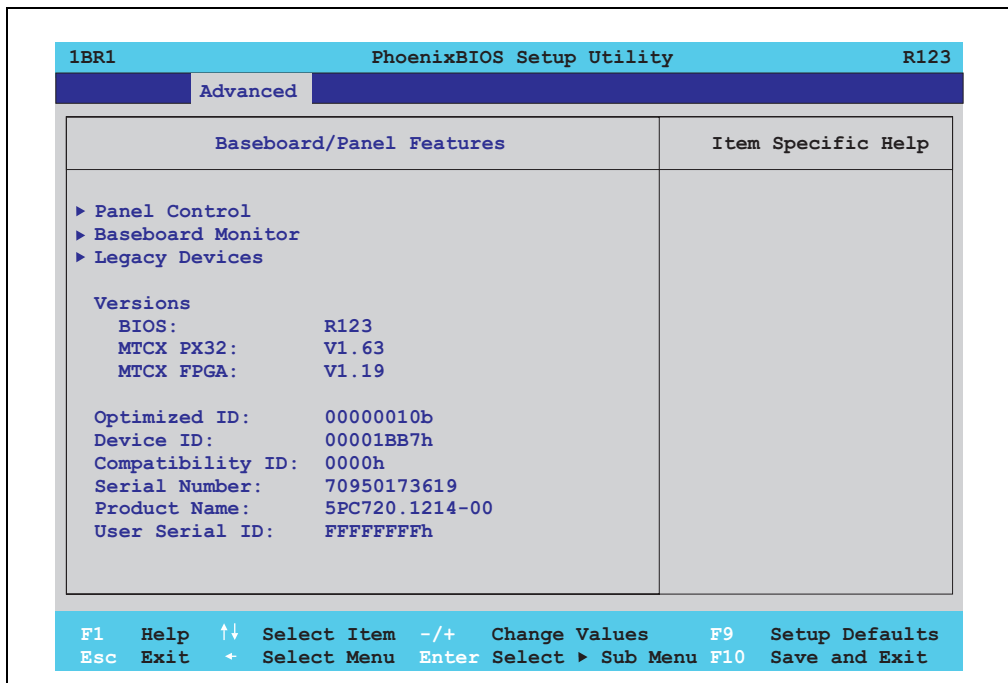 1BR1 PhoenixBIOS Setup Utility R123
Advanced
Baseboard/Panel Features Item Specific Help
▶ Panel Control
▶ Baseboard Monitor
▶ Legacy Devices
Versions
BIOS: R123
MTCX PX32: V1.63
MTCX FPGA: V1.19
Optimized ID: 00000010b
Device ID: 00001BB7h
Compatibility ID: 0000h
Serial Number: 70950173619
Product Name: 5PC720.1214-00
User Serial ID: FFFFFFFFh
F1 Help ↑↓ Select Item -/+ Change Values F9 Setup Defaults
Esc Exit ← Select Menu Enter Select ▶ Sub Menu F10 Save and Exit